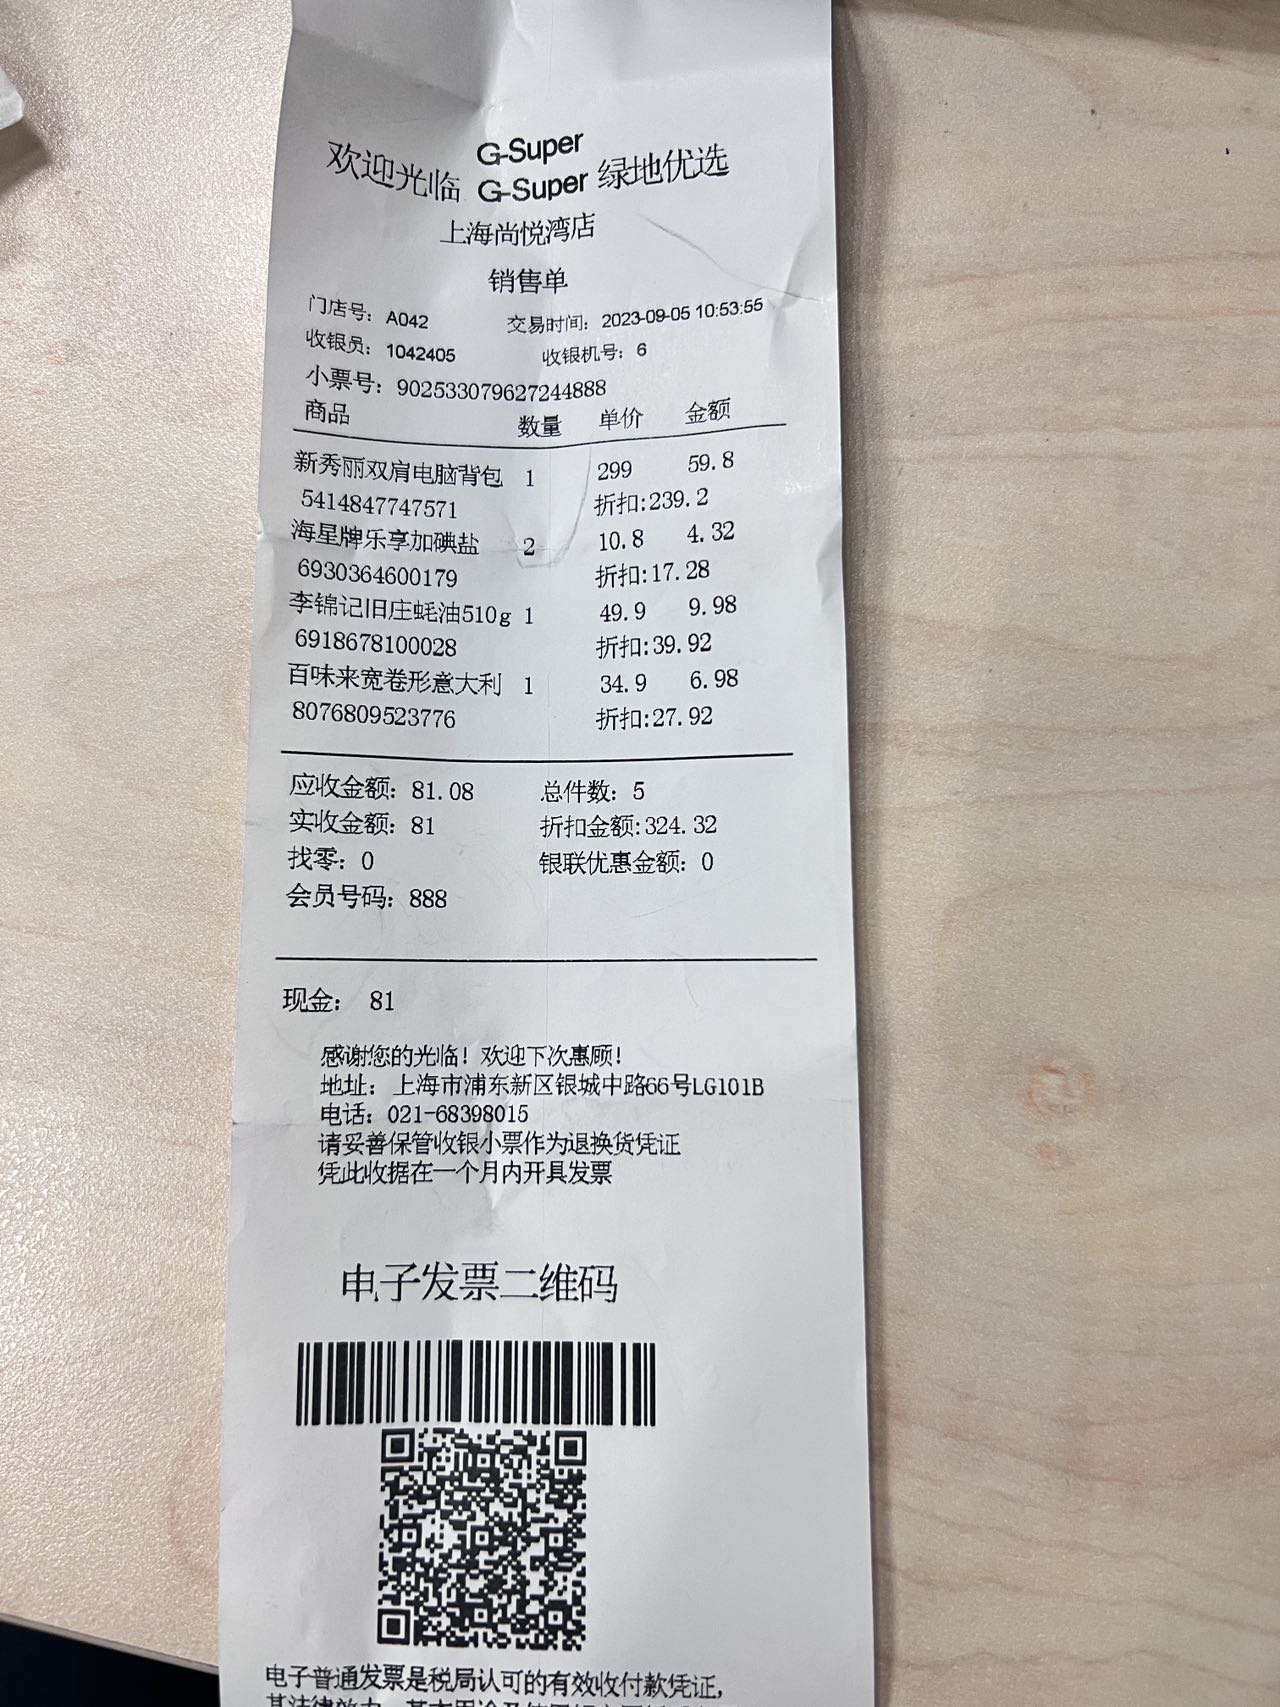 G-Super
欢迎光临 G-Super 绿地优选
上海尚悦湾店
销售单
门店号：A042 交易时间：2023-09-05 10:53:55
收银员：1042405 收银机号：6
小票号：902533079627244888
商品 数量 单价 金额
新秀丽双肩电脑背包 1 299 59.8
5414847747571 折扣:239.2
海星牌乐享加碘盐 2 10.8 4.32
6930364600179 折扣:17.28
李锦记旧庄蚝油510g 1 49.9 9.98
6918678100028 折扣:39.92
百味来宽卷形意大利 1 34.9 6.98
8076809523776 折扣:27.92
应收金额：81.08 总件数：5
实收金额：81 折扣金额:324.32
找零：0 银联优惠金额：0
会员号码：888
现金： 81
感谢您的光临！欢迎下次惠顾！
地址：上海市浦东新区银城中路66号LG101B
电话：021-68398015
请妥善保管收银小票作为退换货凭证
凭此收据在一个月内开具发票
电子发票二维码
电子普通发票是税局认可的有效收付款凭证，